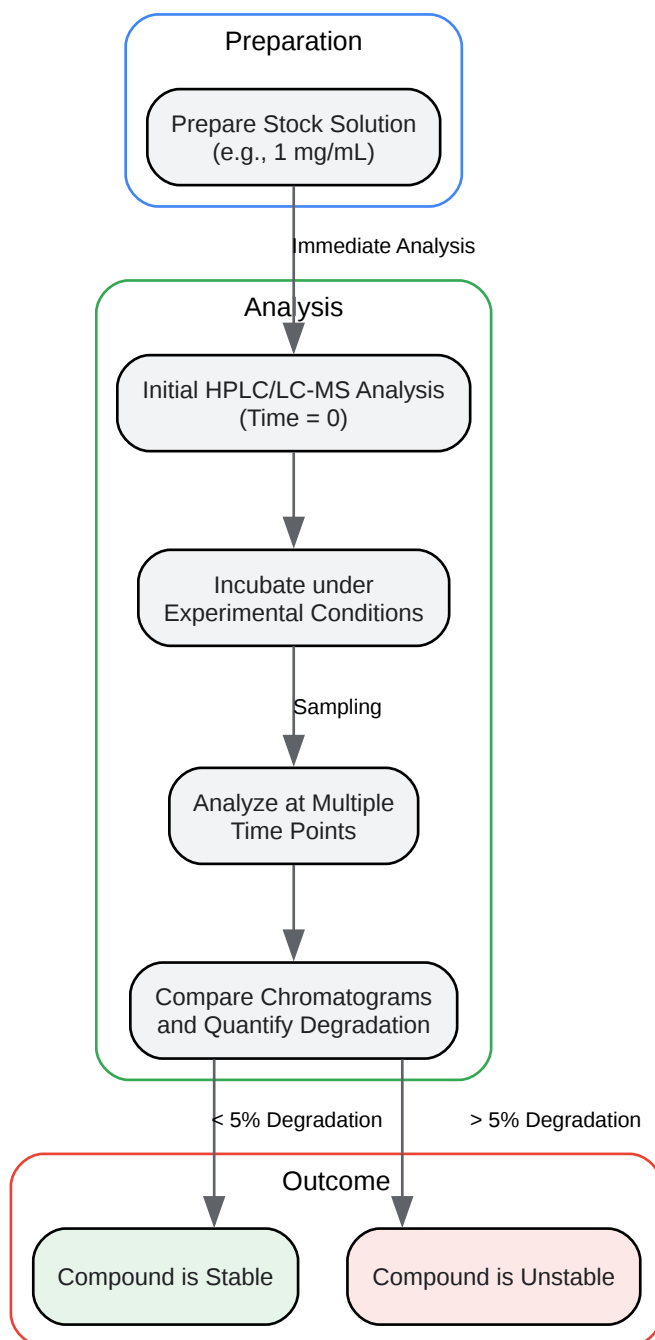 Preparation
Prepare Stock Solution
(e.g., 1 mg/mL)
Immediate Analysis
Analysis
Initial HPLC/LC-MS Analysis
(Time = 0)
Incubate under
Experimental Conditions
Sampling
Analyze at Multiple
Time Points
Compare Chromatograms
and Quantify Degradation
< 5% Degradation
> 5% Degradation
Outcome
Compound is Stable
Compound is Unstable